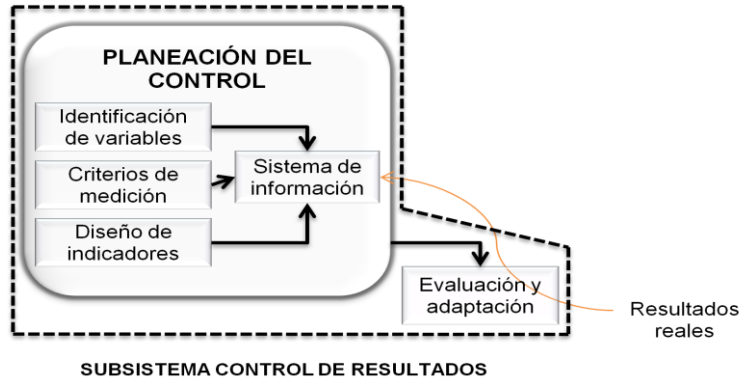 PLANEACIÓN DEL
CONTROL
Identificación
de variables
Criterios de
medición
Diseño de
indicadores
Sistema de
información
Evaluación y
adaptación
Resultados
reales
SUBSISTEMA CONTROL DE RESULTADOS